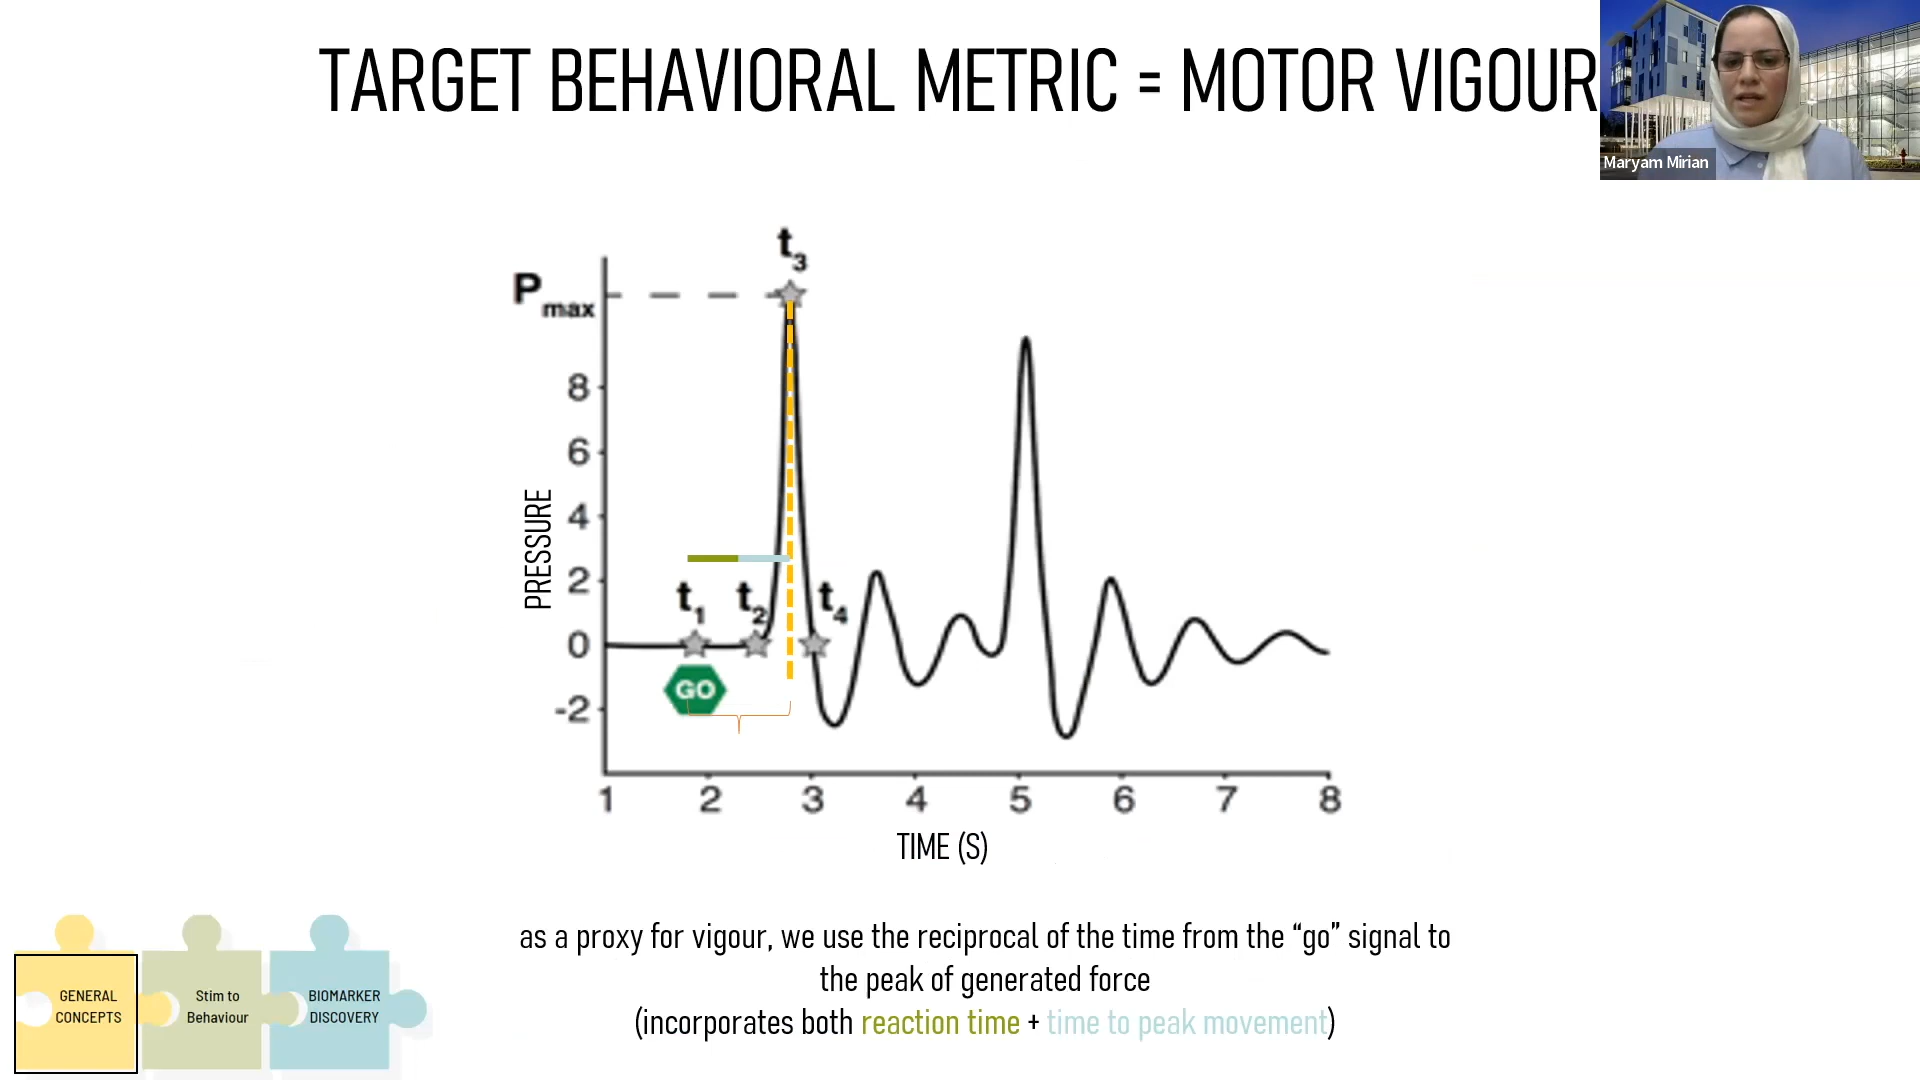 TARGET BEHAVIORAL METRIC = MOTOR VIGOUR
Maryam Mirian
t3
Pmax
8
6
4
2
0
-2
PRESSURE
t1
t2
t4
GO
1 2 3 4 5 6 7 8
TIME (S)
as a proxy for vigour, we use the reciprocal of the time from the “go” signal to
the peak of generated force
(incorporates both reaction time + time to peak movement)
GENERAL
CONCEPTS
Stim to
Behaviour
BIOMARKER
DISCOVERY